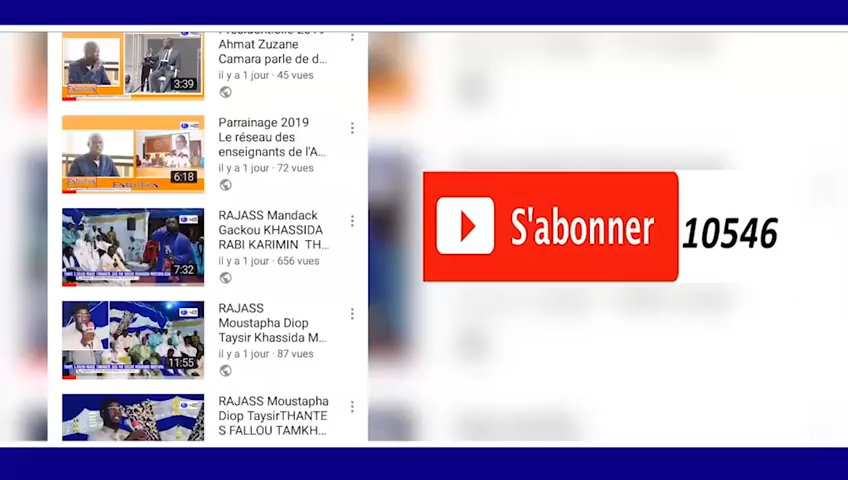 Ahmat Zuzane
Camara parle de d...
il y a 1 jour · 45 vues
3:39
Parrainage 2019
Le réseau des
enseignants de l'A...
il y a 1 jour · 72 vues
6:18
RAJASS Mandack
Gackou KHASSIDA
RABI KARIMIN TH...
il y a 1 jour · 656 vues
7:32
RAJASS
Moustapha Diop
Taysir Khassida M...
il y a 1 jour · 87 vues
11:55
RAJASS Moustapha
Diop TaysirTHANTE
S FALLOU TAMKH...
S'abonner
10546